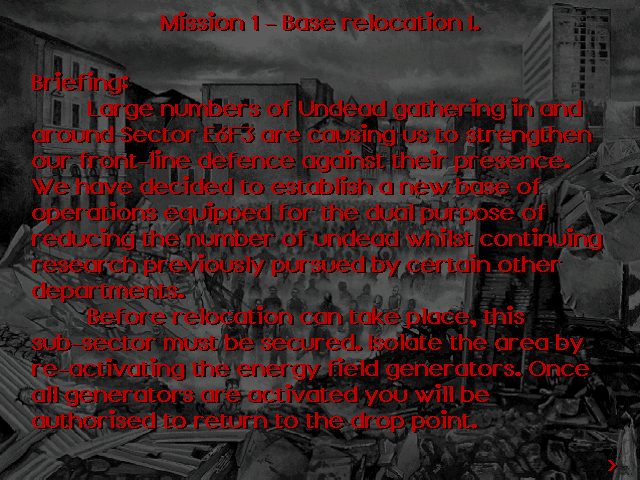 Mission 1 - Base relocation I.
Briefing:
Large numbers of Undead gathering in and
around Sector E6F3 are causing us to strengthen
our front-line defence against their presence.
We have decided to establish a new base of
operations equipped for the dual purpose of
reducing the number of undead whilst continuing
research previously pursued by certain other
departments.
Before relocation can take place, this
sub-sector must be secured. Isolate the area by
re-activating the energy field generators. Once
all generators are activated you will be
authorised to return to the drop point.
>